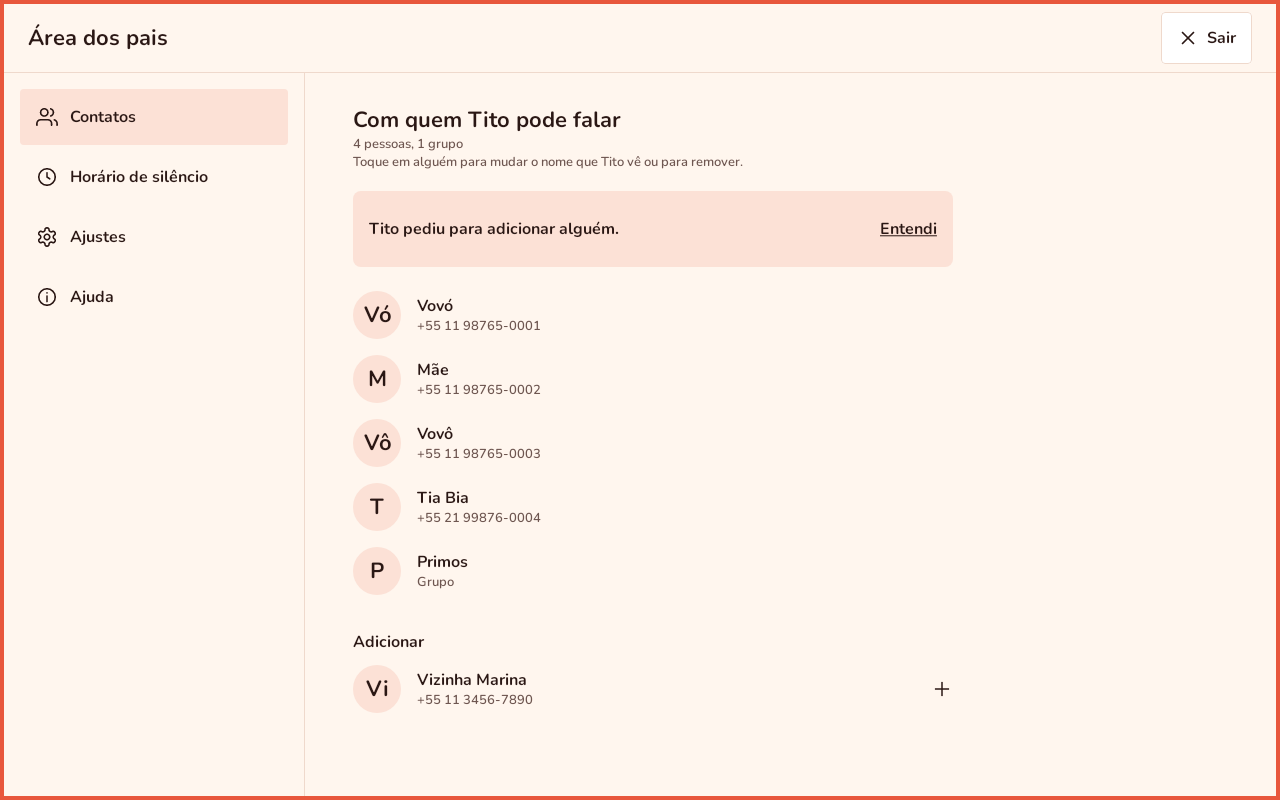 Área dos pais
Sair
Contatos
Horário de silêncio
Ajustes
Ajuda
Com quem Tito pode falar
4 pessoas, 1 grupo
Toque em alguém para mudar o nome que Tito vê ou para remover.
Tito pediu para adicionar alguém.
Entendi
Vó
Vovó
+55 11 98765-0001
M
Mãe
+55 11 98765-0002
Vô
Vovô
+55 11 98765-0003
T
Tia Bia
+55 21 99876-0004
P
Primos
Grupo
Adicionar
Vi
Vizinha Marina
+55 11 3456-7890